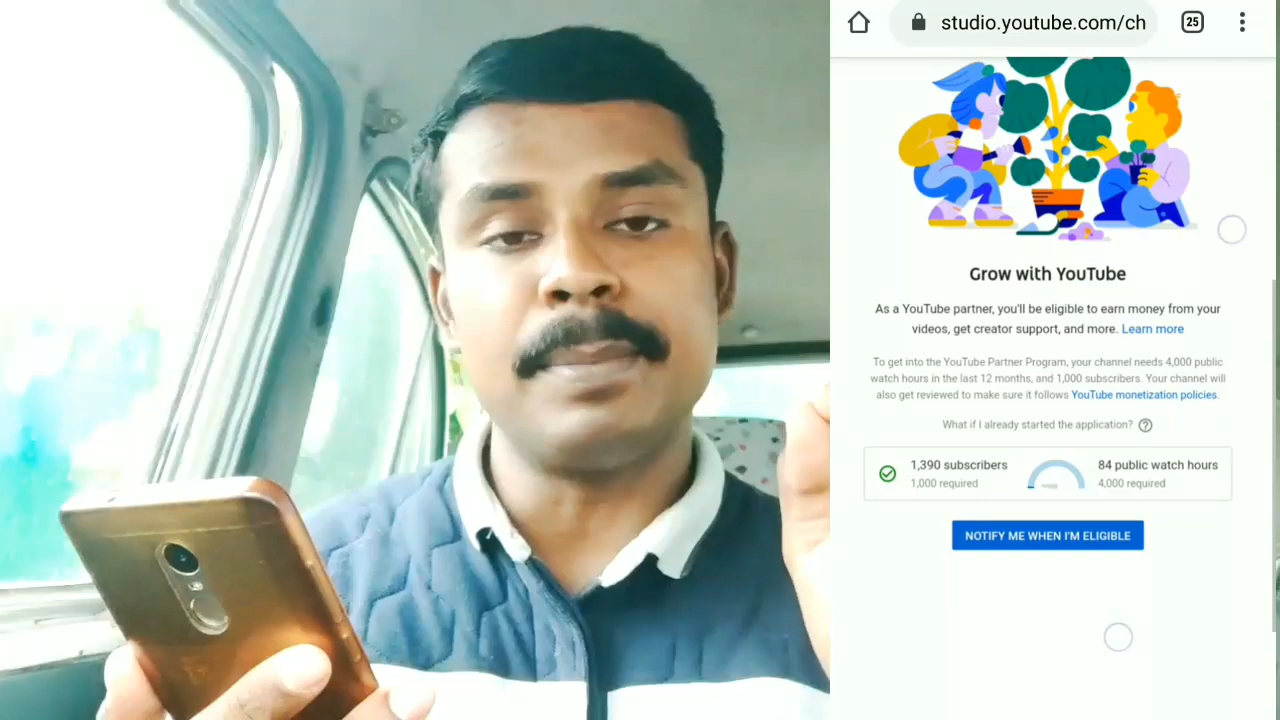 studio.youtube.com/ch
25
Grow with YouTube
As a YouTube partner, you'll be eligible to earn money from your
videos, get creator support, and more. Learn more
To get into the YouTube Partner Program, your channel needs 4,000 public
watch hours in the last 12 months, and 1,000 subscribers. Your channel will
also get reviewed to make sure it follows YouTube monetization policies.
What if I already started the application? ?
1,390 subscribers
1,000 required
84 public watch hours
4,000 required
NOTIFY ME WHEN I'M ELIGIBLE